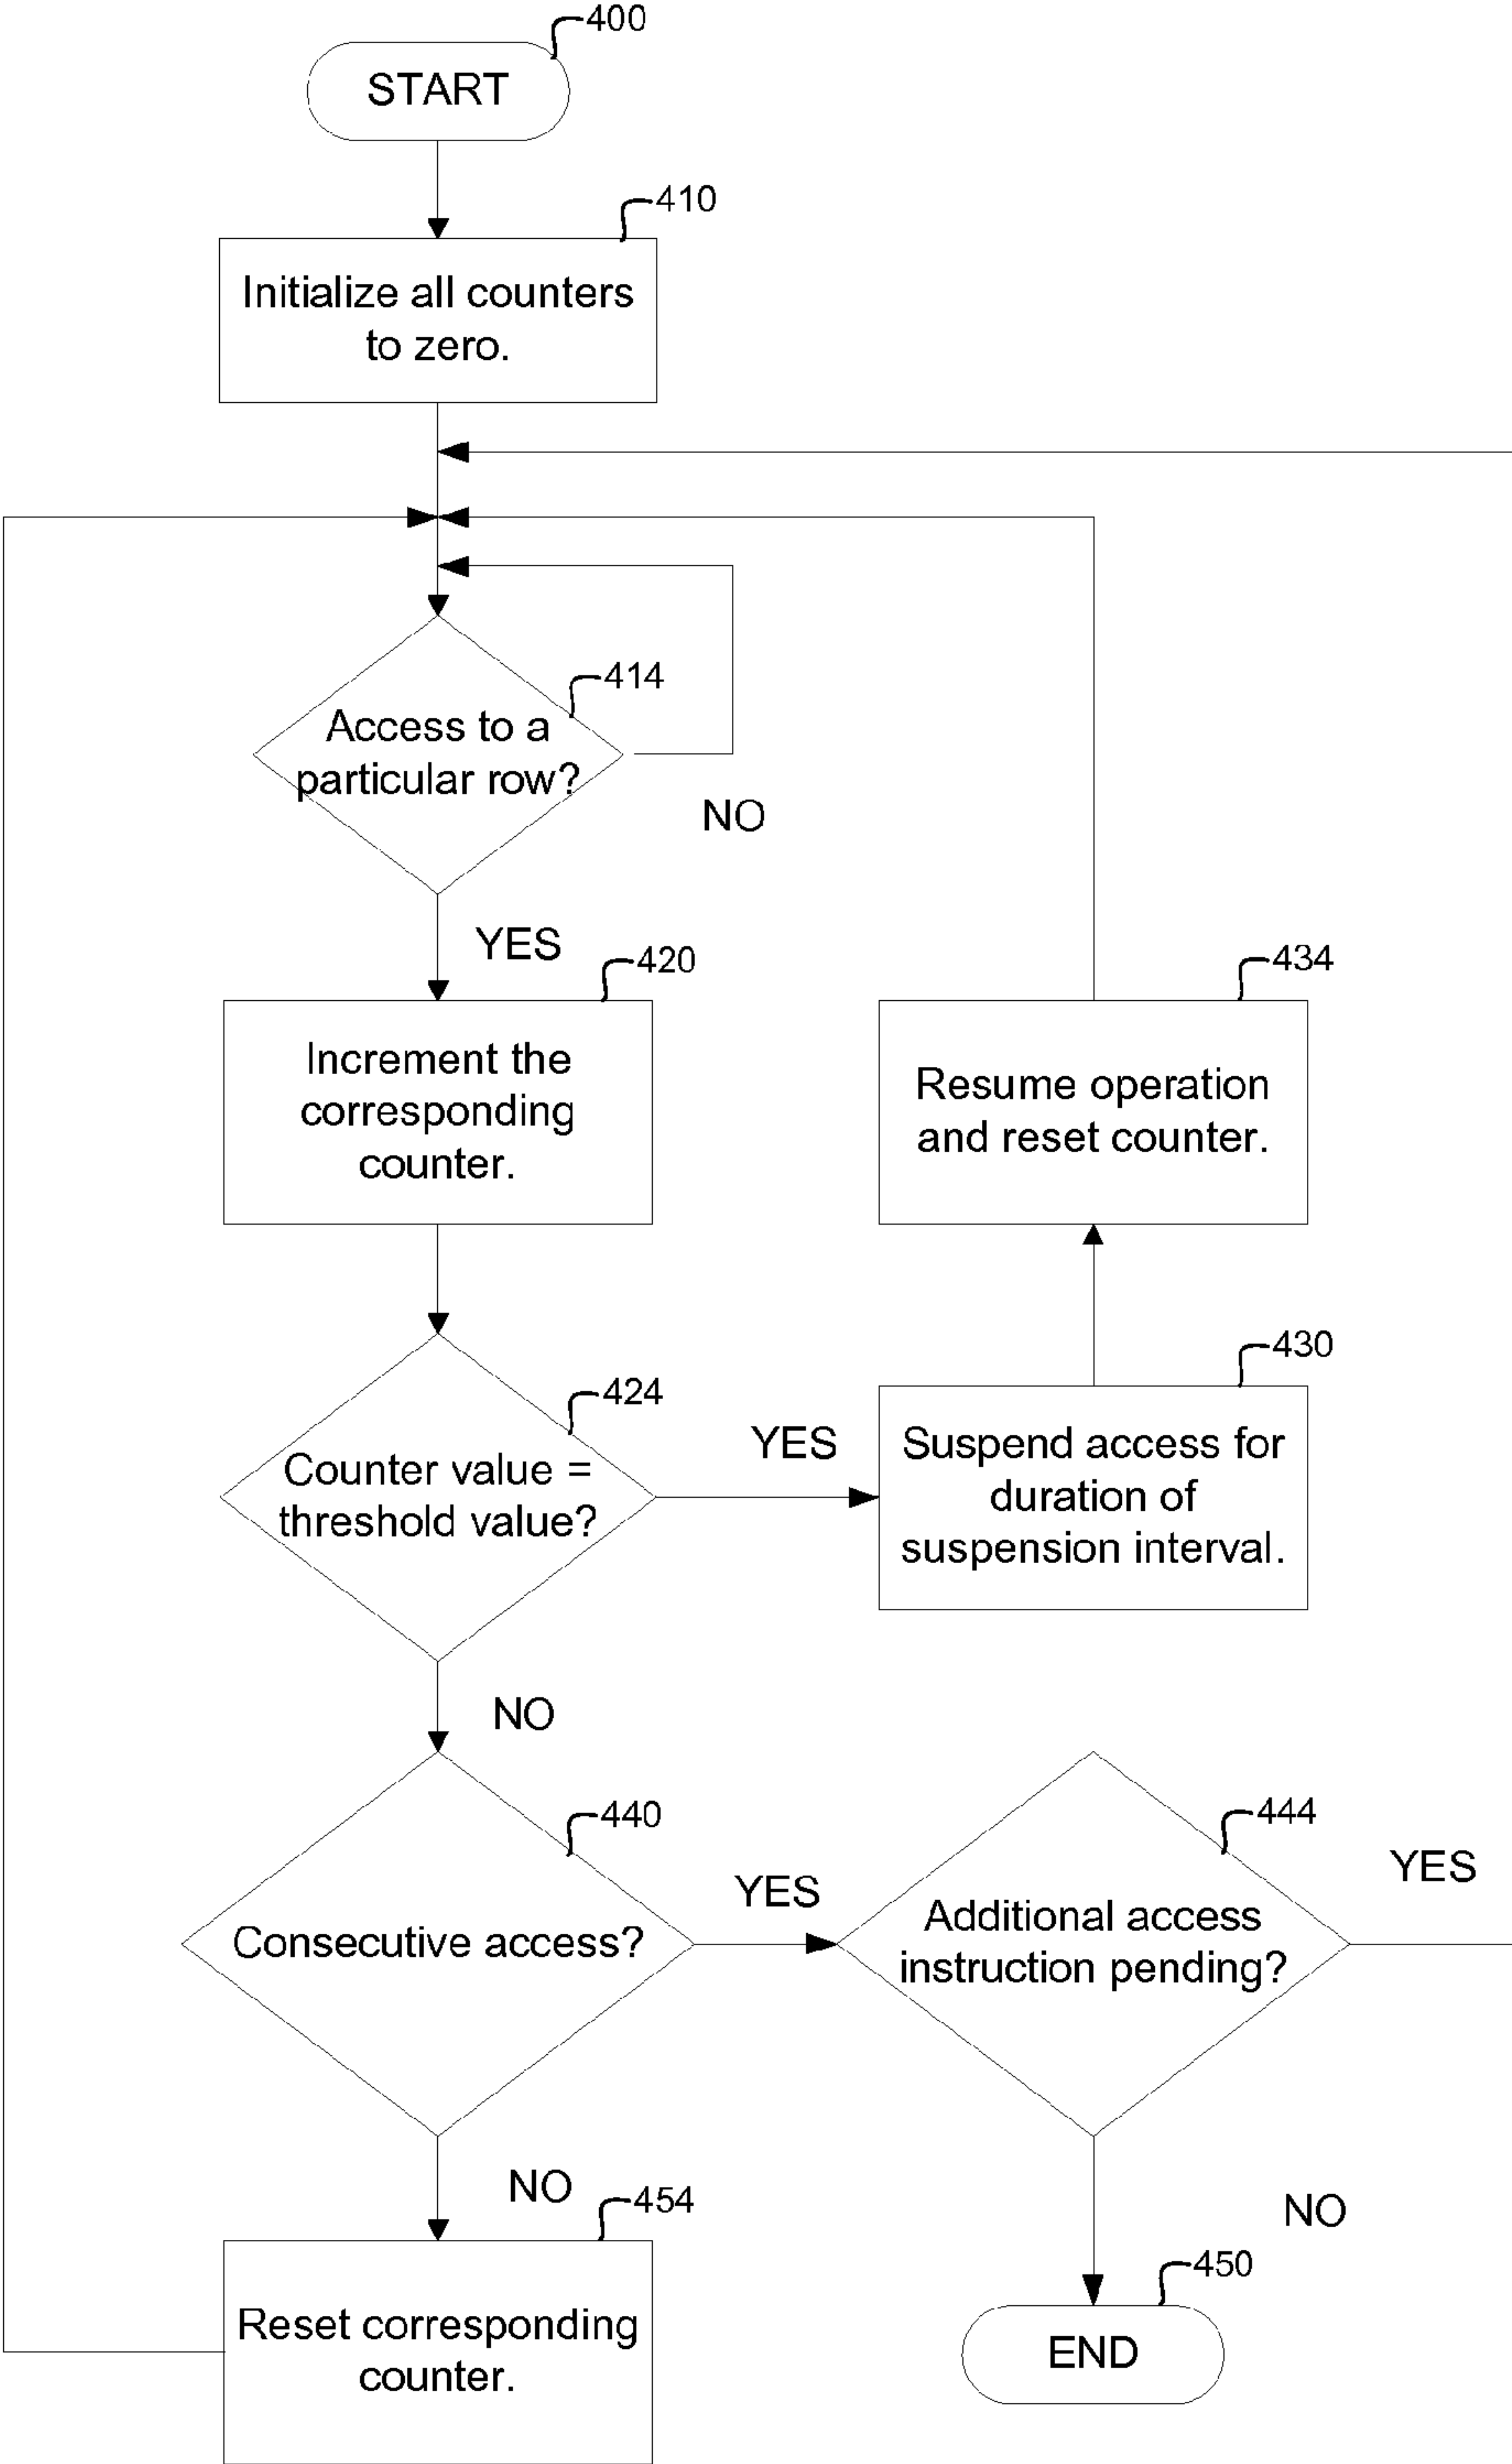 400
START
410
Initialize all counters
to zero.
414
Access to a
particular row?
NO
YES
420
Increment the
corresponding
counter.
434
Resume operation
and reset counter.
424
Counter value =
threshold value?
YES
430
Suspend access for
duration of
suspension interval.
NO
440
Consecutive access?
YES
444
Additional access
instruction pending?
YES
NO
454
Reset corresponding
counter.
NO
450
END